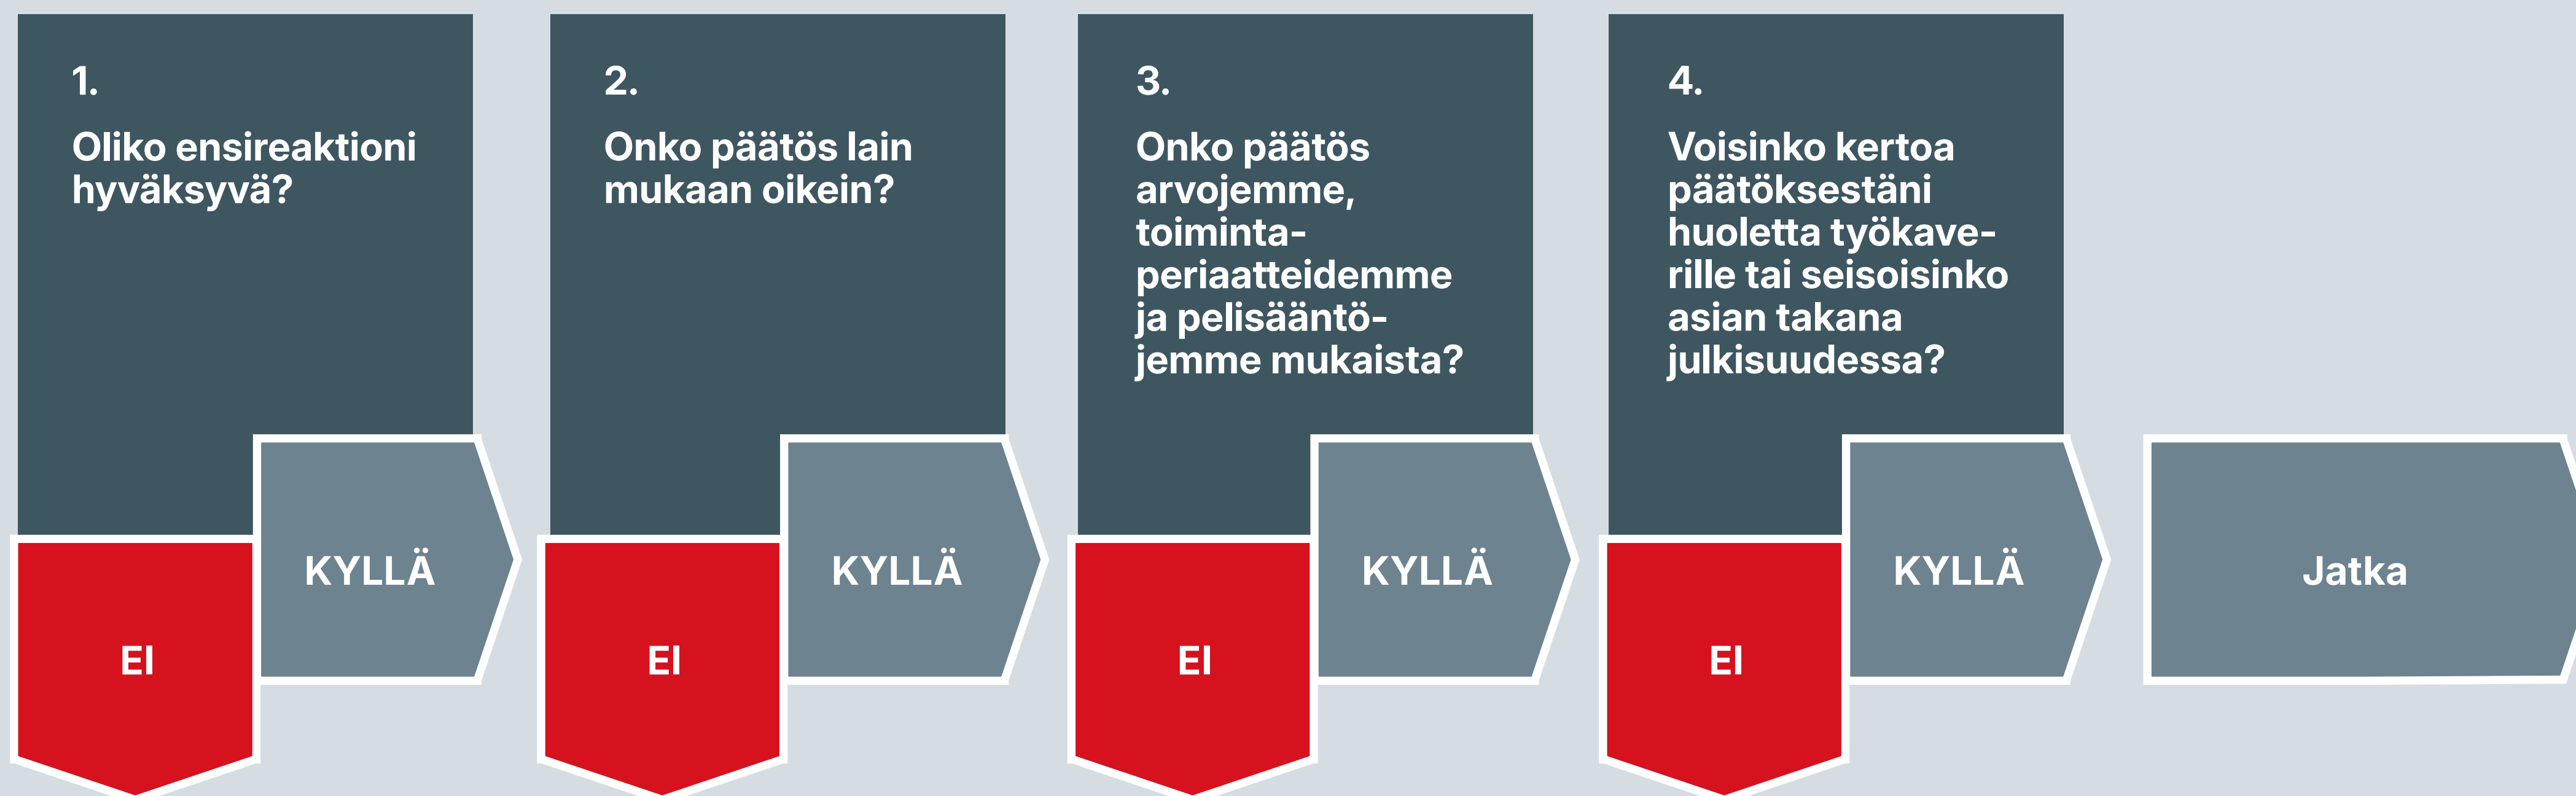 1.
Oliko ensireaktioni
hyväksyvä?
EI
KYLLÄ
2.
Onko päätös lain
mukaan oikein?
EI
KYLLÄ
3.
Onko päätös
arvojemme,
toiminta-
periaatteidemme
ja pelisääntö-
jemme mukaista?
EI
KYLLÄ
4.
Voisinko kertoa
päätöksestäni
huoletta työkave-
rille tai seisoisinko
asian takana
julkisuudessa?
EI
KYLLÄ
Jatka